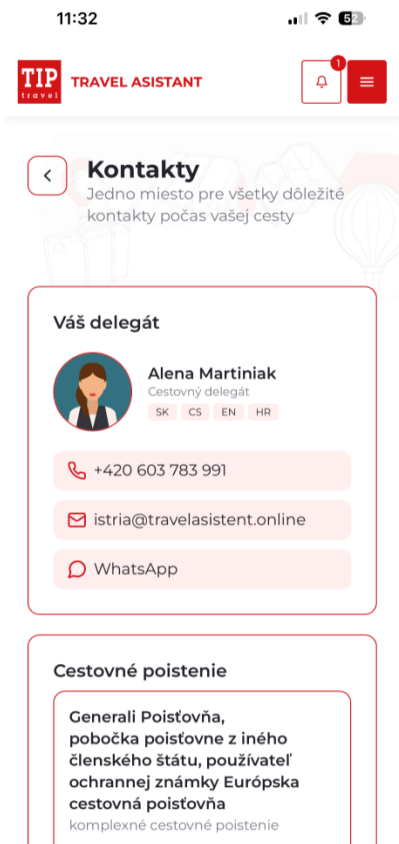 11:32
52
TIP
travel
TRAVEL ASISTANT
1
Kontakty
Jedno miesto pre všetky dôležité
kontakty počas vašej cesty
Váš delegát
Alena Martiniak
Cestovný delegát
SK CS EN HR
+420 603 783 991
istria@travelasistent.online
WhatsApp
Cestovné poistenie
Generali Poisťovňa,
pobočka poisťovne z iného
členského štátu, používateľ
ochrannej známky Európska
cestovná poisťovňa
komplexné cestovné poistenie